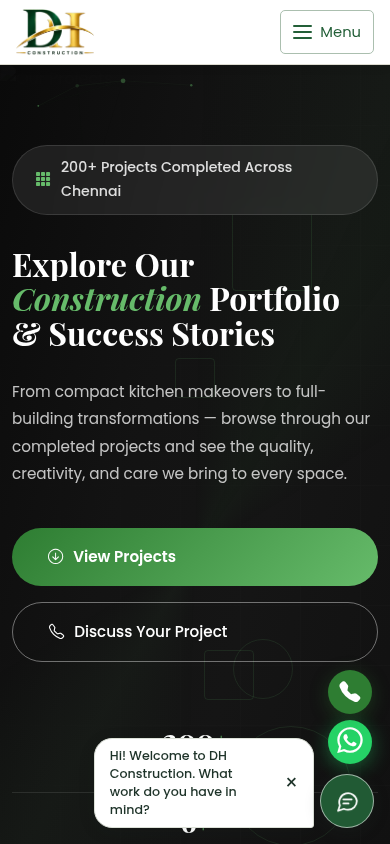 DH
CONSTRUCTION
Menu
200+ Projects Completed Across
Chennai
Explore Our
Construction Portfolio
& Success Stories
From compact kitchen makeovers to full-
building transformations — browse through our
completed projects and see the quality,
creativity, and care we bring to every space.
View Projects
Discuss Your Project
Hi! Welcome to DH
Construction. What
work do you have in
mind?
×